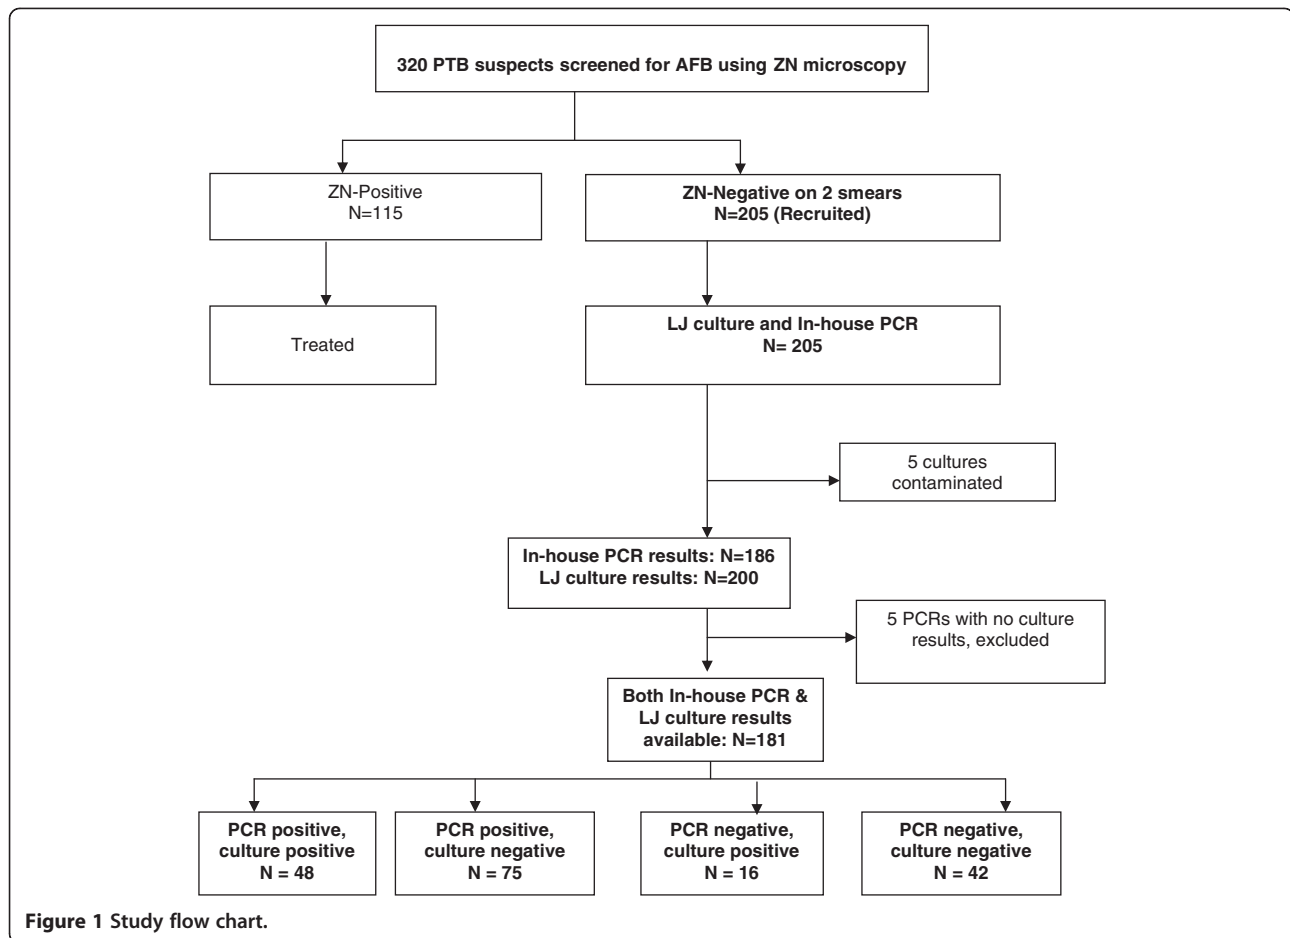 320 PTB suspects screened for AFB using ZN microscopy
ZN-Positive
N=115
ZN-Negative on 2 smears
N=205 (Recruited)
Treated
LJ culture and In-house PCR
N= 205
5 cultures
contaminated
In-house PCR results: N=186
LJ culture results: N=200
5 PCRs with no culture
results, excluded
Both In-house PCR &
LJ culture results
available: N=181
PCR positive,
culture positive
N = 48
PCR positive,
culture negative
N = 75
PCR negative,
culture positive
N = 16
PCR negative,
culture negative
N = 42
Figure 1 Study flow chart.